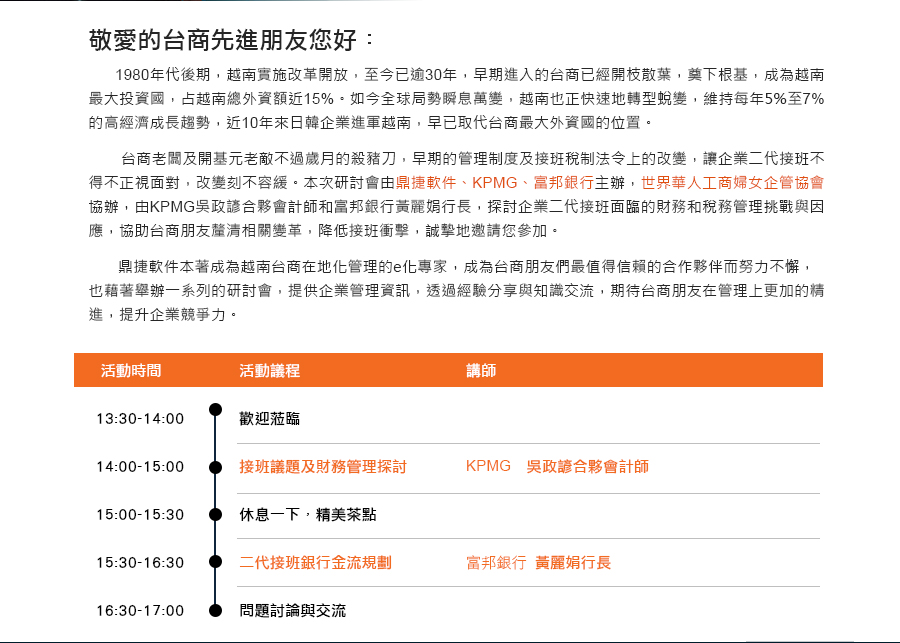 敬愛的台商先進朋友您好：
1980年代後期，越南實施改革開放，至今已逾30年，早期進入的台商已經開枝散葉，奠下根基，成為越南
最大投資國，占越南總外資額近15%。如今全球局勢瞬息萬變，越南也正快速地轉型蛻變，維持每年5%至7%
的高經濟成長趨勢，近10年來日韓企業進軍越南，早已取代台商最大外資國的位置。
台商老闆及開基元老敵不過歲月的殺豬刀，早期的管理制度及接班稅制法令上的改變，讓企業二代接班不
得不正視面對，改變刻不容緩。本次研討會由鼎捷軟件、KPMG、富邦銀行主辦，世界華人工商婦女企管協會
協辦，由KPMG吳政諺合夥會計師和富邦銀行黃麗娟行長，探討企業二代接班面臨的財務和稅務管理挑戰與因
應，協助台商朋友釐清相關變革，降低接班衝擊，誠摯地邀請您參加。
鼎捷軟件本著成為越南台商在地化管理的e化專家，成為台商朋友們最值得信賴的合作夥伴而努力不懈，
也藉著舉辦一系列的研討會，提供企業管理資訊，透過經驗分享與知識交流，期待台商朋友在管理上更加的精
進，提升企業競爭力。
活動時間 活動議程 講師
13:30-14:00 歡迎蒞臨
14:00-15:00 接班議題及財務管理探討 KPMG 吳政諺合夥會計師
15:00-15:30 休息一下，精美茶點
15:30-16:30 二代接班銀行金流規劃 富邦銀行 黃麗娟行長
16:30-17:00 問題討論與交流